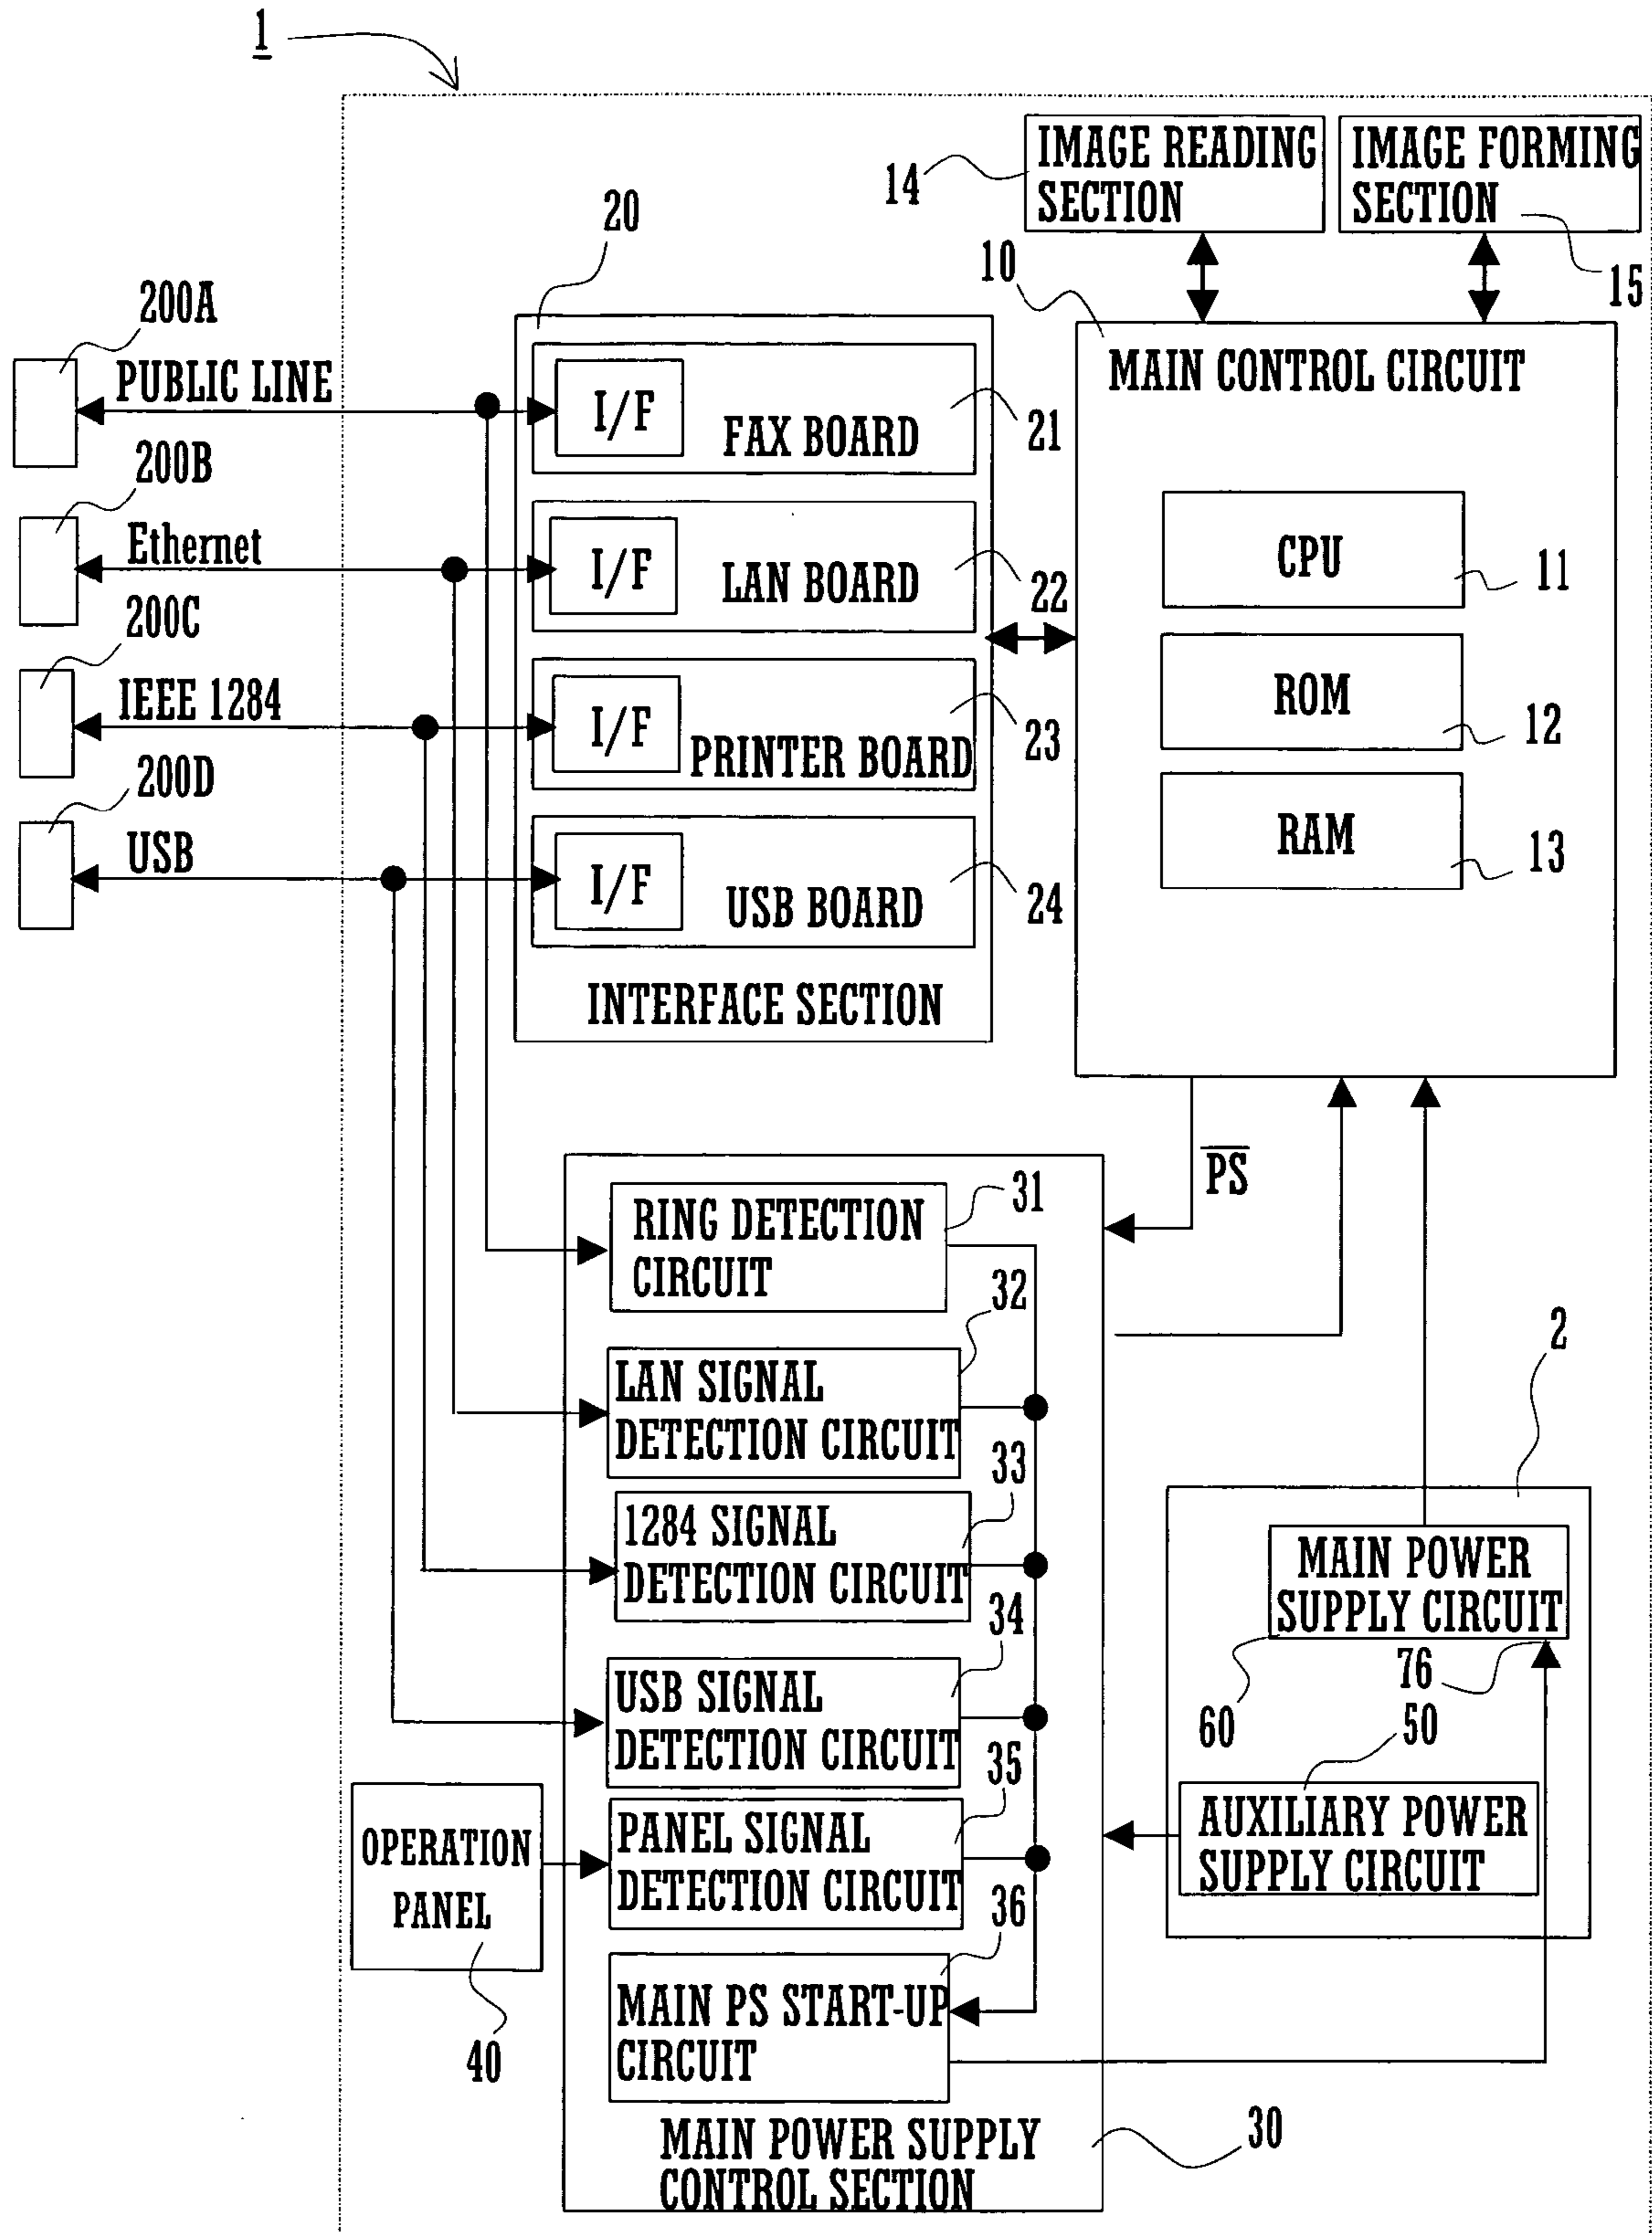 1
IMAGE READING
SECTION
14
IMAGE FORMING
SECTION
15
20
10
200A
PUBLIC LINE
200B
Ethernet
200C
IEEE 1284
200D
USB
I/F
FAX BOARD
21
I/F
LAN BOARD
22
I/F
PRINTER BOARD
23
I/F
USB BOARD
24
INTERFACE SECTION
MAIN CONTROL CIRCUIT
CPU
11
ROM
12
RAM
13
P̅S̅
RING DETECTION
CIRCUIT
31
32
LAN SIGNAL
DETECTION CIRCUIT
33
1284 SIGNAL
DETECTION CIRCUIT
34
USB SIGNAL
DETECTION CIRCUIT
35
PANEL SIGNAL
DETECTION CIRCUIT
36
MAIN PS START-UP
CIRCUIT
MAIN POWER SUPPLY
CONTROL SECTION
30
OPERATION
PANEL
40
2
MAIN POWER
SUPPLY CIRCUIT
76
60
50
AUXILIARY POWER
SUPPLY CIRCUIT